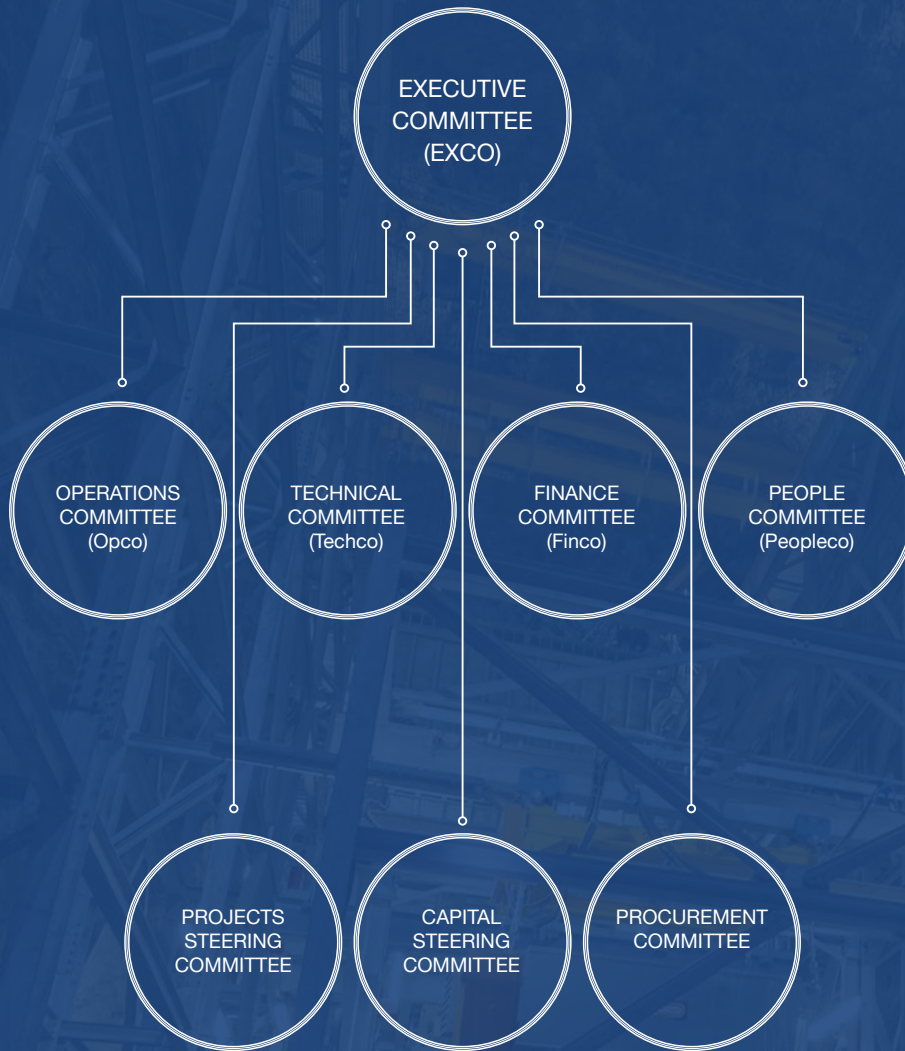 EXECUTIVE
COMMITTEE
(EXCO)
OPERATIONS
COMMITTEE
(Opco)
TECHNICAL
COMMITTEE
(Techco)
FINANCE
COMMITTEE
(Finco)
PEOPLE
COMMITTEE
(Peopleco)
PROJECTS
STEERING
COMMITTEE
CAPITAL
STEERING
COMMITTEE
PROCUREMENT
COMMITTEE